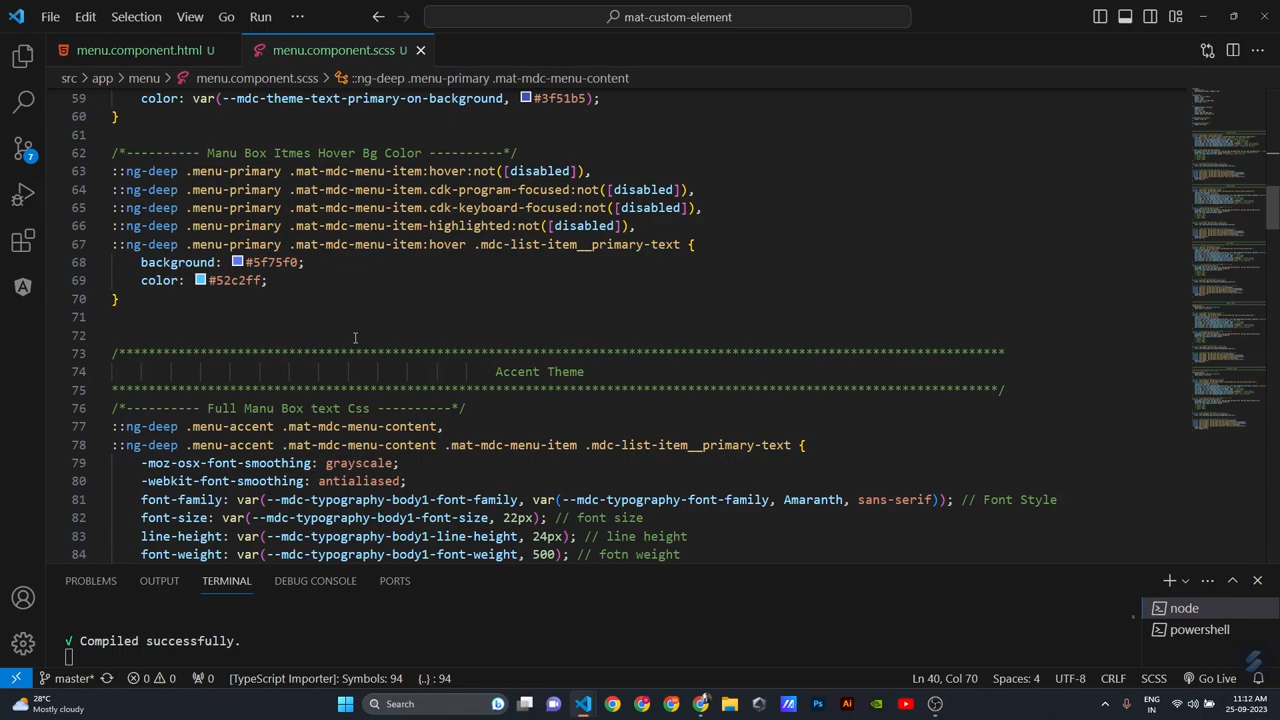 File Edit Selection View Go Run ··· mat-custom-element
menu.component.html U menu.component.scss U
src > app > menu > menu.component.scss > ::ng-deep .menu-primary .mat-mdc-menu-content
59 color: var(--mdc-theme-text-primary-on-background, #3f51b5);
60 }
61
62 /*---------- Manu Box Itmes Hover Bg Color ----------*/
63 ::ng-deep .menu-primary .mat-mdc-menu-item:hover:not([disabled]),
64 ::ng-deep .menu-primary .mat-mdc-menu-item.cdk-program-focused:not([disabled]),
65 ::ng-deep .menu-primary .mat-mdc-menu-item.cdk-keyboard-focused:not([disabled]),
66 ::ng-deep .menu-primary .mat-mdc-menu-item-highlighted:not([disabled]),
67 ::ng-deep .menu-primary .mat-mdc-menu-item:hover .mdc-list-item__primary-text {
68 background: #5f75f0;
69 color: #52c2ff;
70 }
71
72
73 /*************************************************************************************************************************
74 Accent Theme
75 *************************************************************************************************************************/
76 /*---------- Full Manu Box text Css ----------*/
77 ::ng-deep .menu-accent .mat-mdc-menu-content,
78 ::ng-deep .menu-accent .mat-mdc-menu-content .mat-mdc-menu-item .mdc-list-item__primary-text {
79 -moz-osx-font-smoothing: grayscale;
80 -webkit-font-smoothing: antialiased;
81 font-family: var(--mdc-typography-body1-font-family, var(--mdc-typography-font-family, Amaranth, sans-serif)); // Font Style
82 font-size: var(--mdc-typography-body1-font-size, 22px); // font size
83 line-height: var(--mdc-typography-body1-line-height, 24px); // line height
84 font-weight: var(--mdc-typography-body1-font-weight, 500); // fotn weight
PROBLEMS OUTPUT TERMINAL DEBUG CONSOLE PORTS
node
powershell
√ Compiled successfully.
7
master* 0 0 0 [TypeScript Importer]: Symbols: 94 {..} : 94 Ln 40, Col 70 Spaces: 4 UTF-8 CRLF SCSS Go Live
28°C
Mostly cloudy
Search
Ps Ai
ENG
IN
11:12 AM
25-09-2023